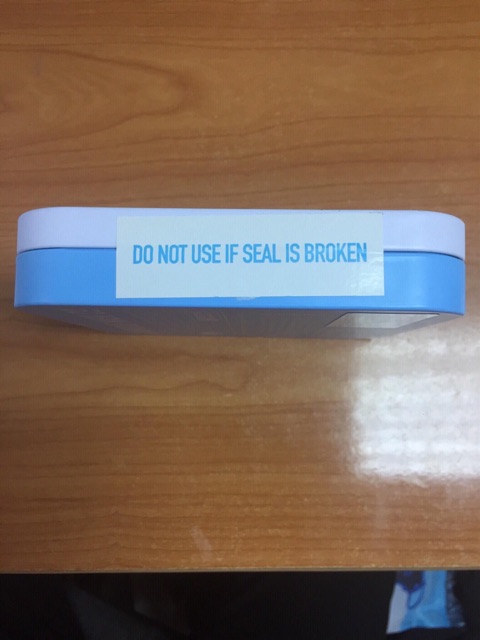 DO NOT USE IF SEAL IS BROKEN